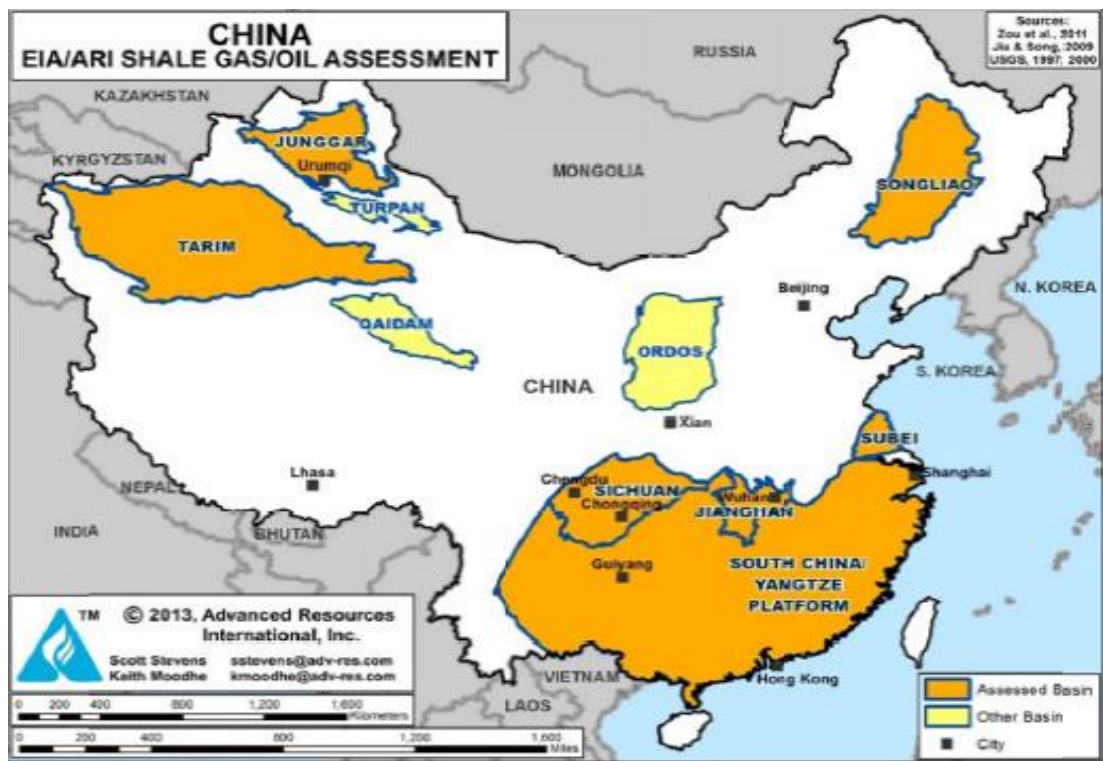 CHINA
EIA/ARI SHALE GAS/OIL ASSESSMENT
Sources:
Zou et al., 2011
Jia & Song, 2009
USGS, 1997; 2000
RUSSIA
KAZAKHSTAN
JUNGGAR
KYRGYZSTAN
Urumqi
MONGOLIA
SONGLIAO
TURPAN
TARIM
Beijing
N. KOREA
QAIDAM
ORDOS
S. KOREA
CHINA
Xian
SUBEI
Lhasa
Chengdu
SICHUAN
Wuhan
Shanghai
NEPAL
Chongqing
JIANGHAN
INDIA
BHUTAN
Guiyang
SOUTH CHINA/
YANGTZE
PLATFORM
TM
© 2013, Advanced Resources
International, Inc.
Scott Stevens sstevens@adv-res.com
Keith Moodhe kmoodhe@adv-res.com
VIETNAM
Hong Kong
LAOS
0 200 400 800 1,200 1,600
Kilometers
0 200 400 800 1,200 1,600
Miles
Assessed Basin
Other Basin
City